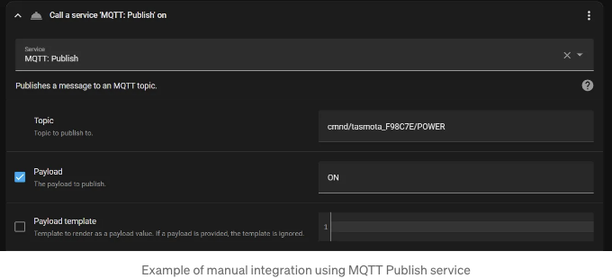 Call a service 'MQTT: Publish' on
Service
MQTT: Publish
Publishes a message to an MQTT topic.
Topic
Topic to publish to.
cmnd/tasmota_F98C7E/POWER
Payload
The payload to publish.
ON
Payload template
Template to render as a payload value. If a payload is provided, the template is ignored.
1
Example of manual integration using MQTT Publish service